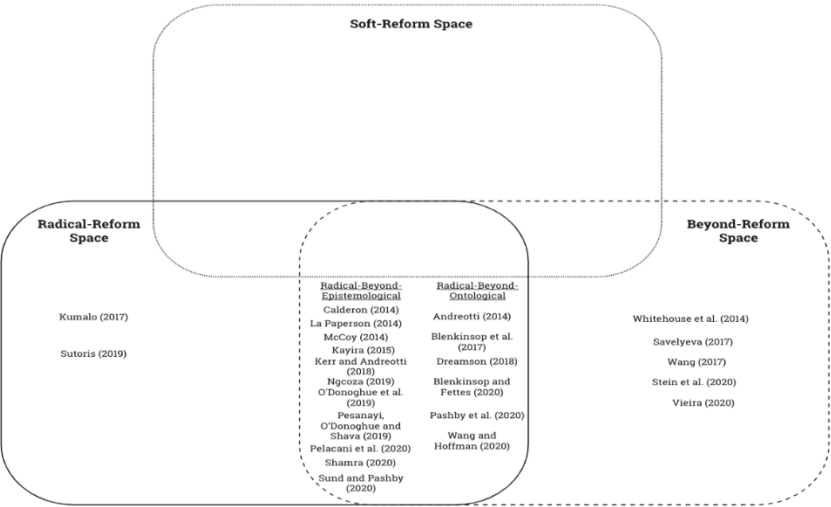 Soft-Reform Space
Radical-Reform
Space
Kumalo (2017)
Sutoris (2019)
Radical-Beyond-
Epistemological
Calderon (2014)
La Paperson (2014)
McCoy (2014)
Kayira (2015)
Kerr and Andreotti
(2018)
Ngcoza (2019)
O'Donoghue et al.
(2019)
Pesanayi,
O'Donoghue and
Shava (2019)
Pelacani et al. (2020)
Shamra (2020)
Sund and Pashby
(2020)
Radical-Beyond-
Ontological
Andreotti (2014)
Blenkinsop et al.
(2017)
Dreamson (2018)
Blenkinsop and
Fettes (2020)
Pashby et al. (2020)
Wang and
Hoffman (2020)
Beyond-Reform
Space
Whitehouse et al. (2014)
Savelyeva (2017)
Wang (2017)
Stein et al. (2020)
Vieira (2020)